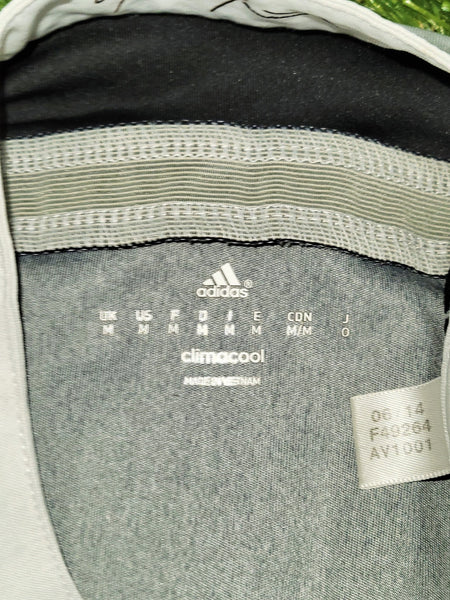 adidas®
UK US F D I E CDN J
M M M M M M M/M O
climacool
MADE IN VIETNAM
06 14
F49264
AV1001